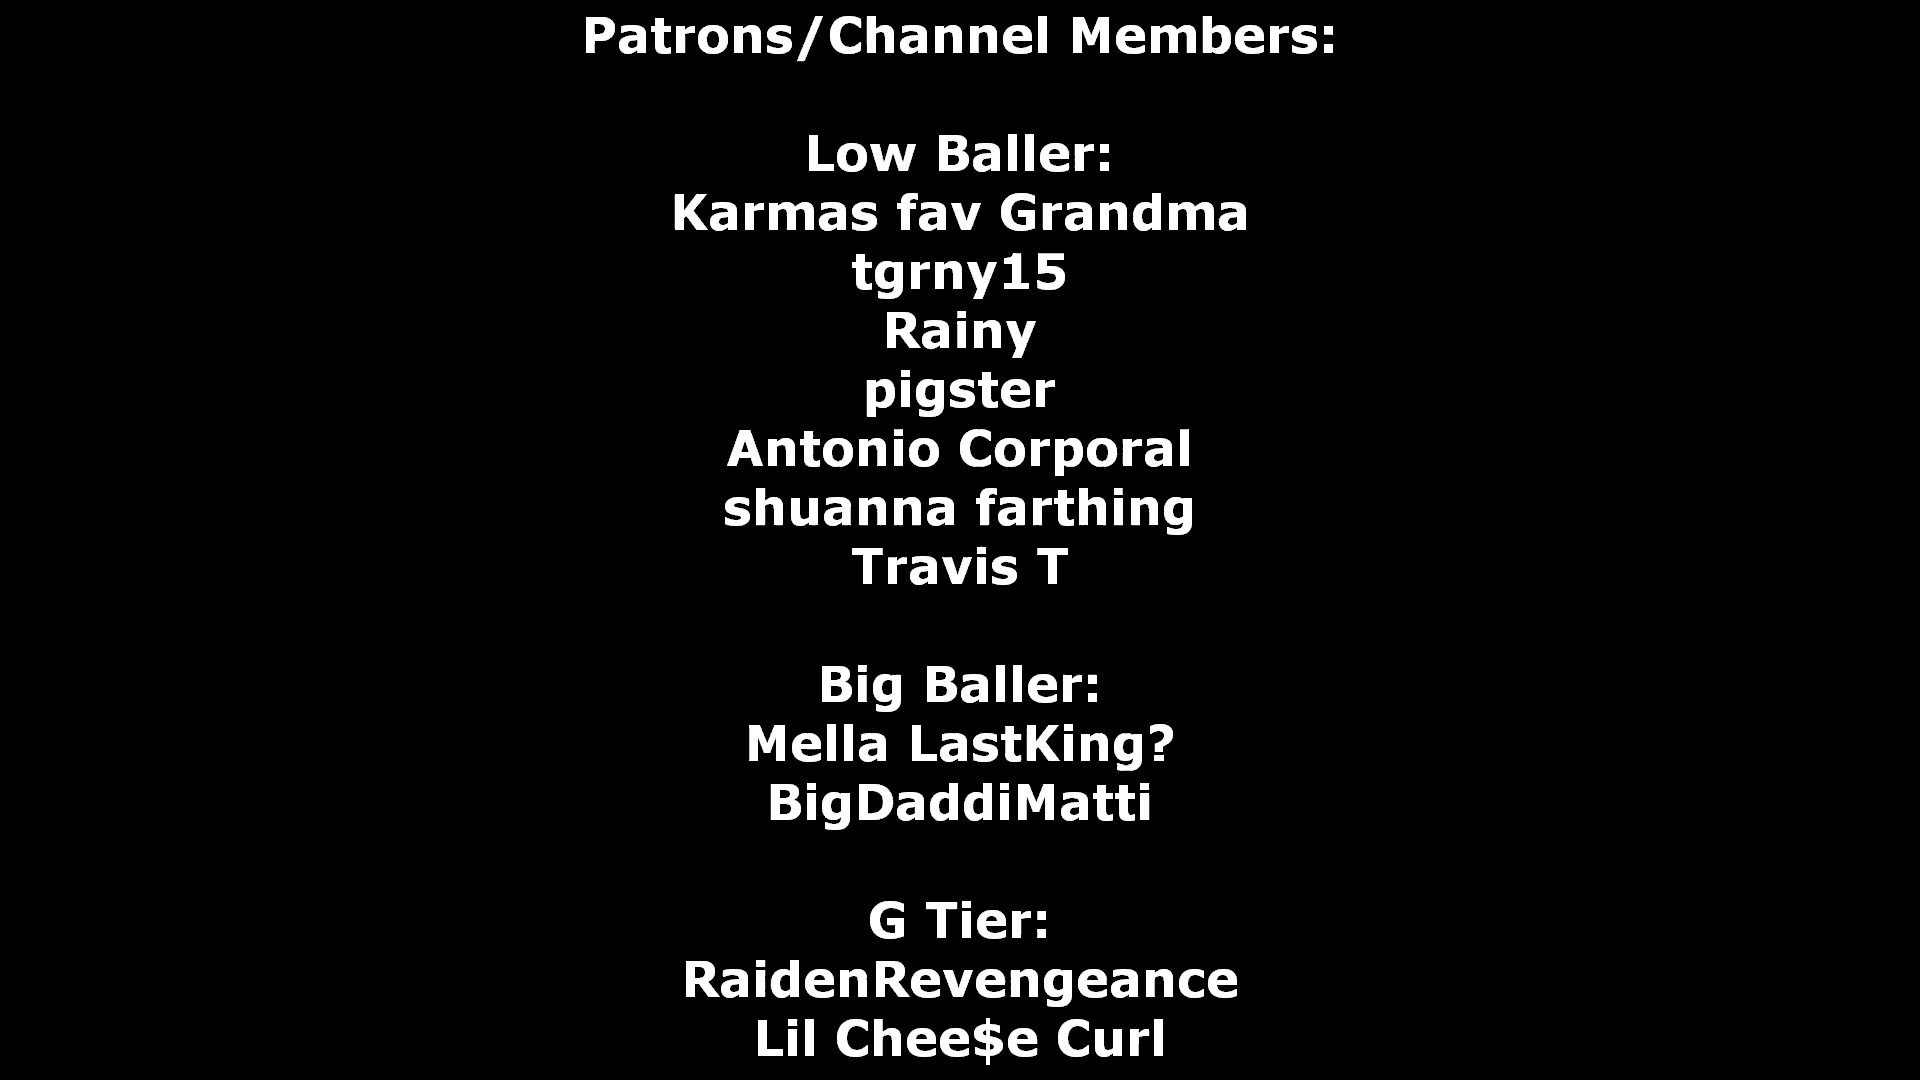 Patrons/Channel Members:
Low Baller:
Karmas fav Grandma
tgrny15
Rainy
pigster
Antonio Corporal
shuanna farthing
Travis T
Big Baller:
Mella LastKing?
BigDaddiMatti
G Tier:
RaidenRevengeance
Lil Chee$e Curl